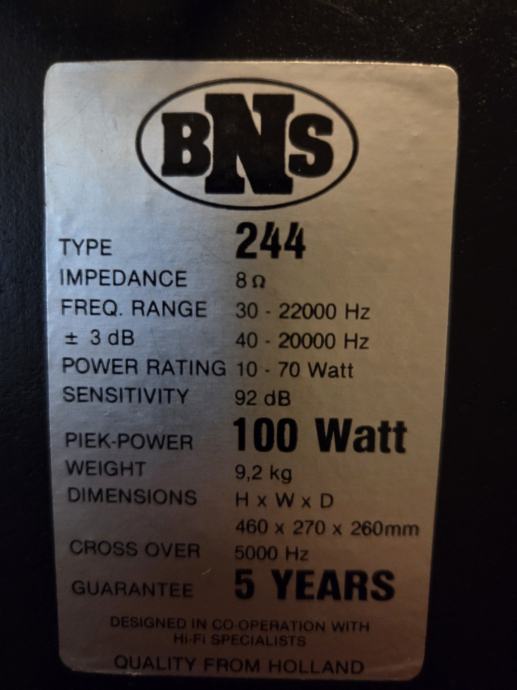 BNS
TYPE 244
IMPEDANCE 8 Ω
FREQ. RANGE 30 - 22000 Hz
± 3 dB 40 - 20000 Hz
POWER RATING 10 - 70 Watt
SENSITIVITY 92 dB
PIEK-POWER 100 Watt
WEIGHT 9,2 kg
DIMENSIONS H x W x D
460 x 270 x 260mm
CROSS OVER 5000 Hz
GUARANTEE 5 YEARS
DESIGNED IN CO-OPERATION WITH
Hi-Fi SPECIALISTS
QUALITY FROM HOLLAND